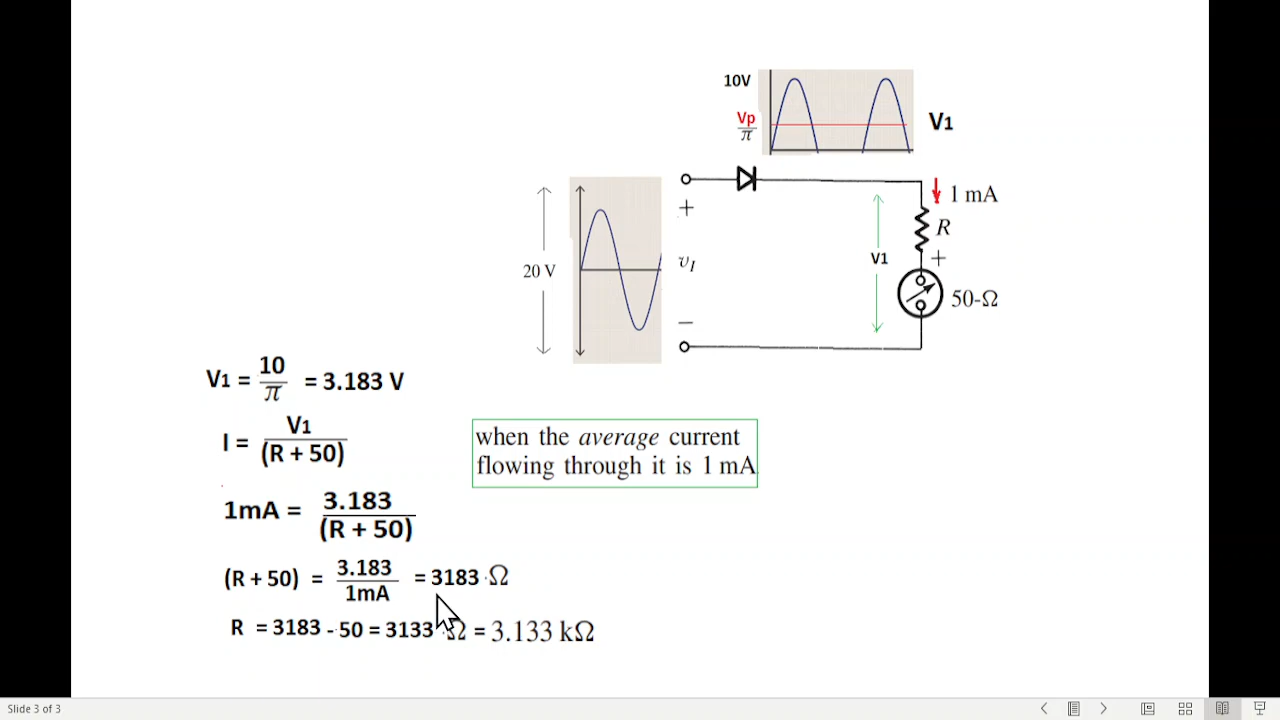 10V
Vp
π
V1
1 mA
R
+
+
20 V
υI
V1
50-Ω
−
V1 = 10/π = 3.183 V
I = V1/(R + 50)
when the average current
flowing through it is 1 mA
1mA = 3.183/(R + 50)
(R + 50) = 3.183/1mA = 3183 Ω
R = 3183 - 50 = 3133 Ω = 3.133 kΩ
Slide 3 of 3